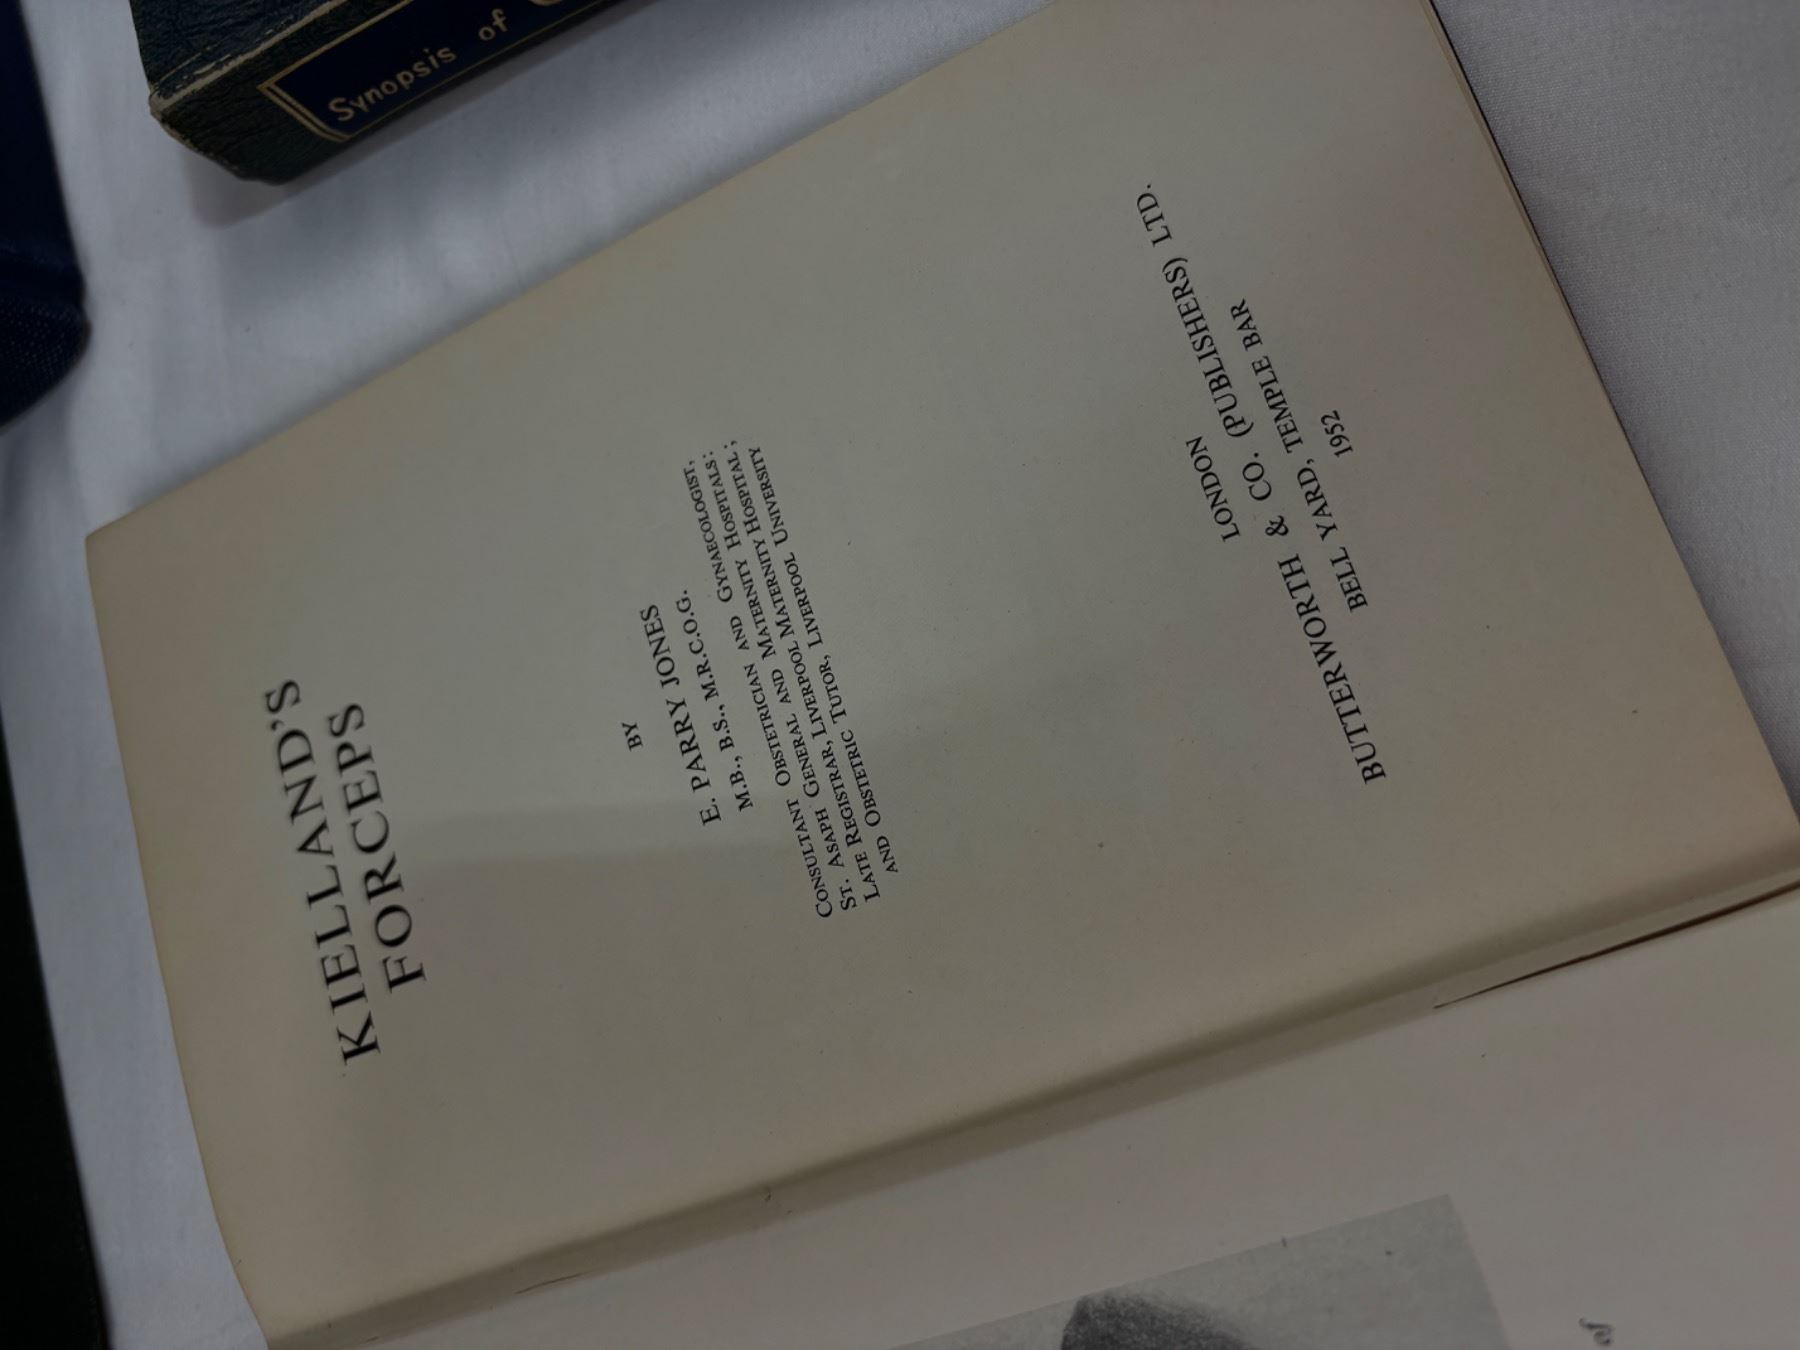 Synopsis of
KIELLAND'S
FORCEPS
BY
E. PARRY JONES
M.B., B.S., M.R.C.O.G.
CONSULTANT OBSTETRICIAN AND GYNAECOLOGIST,
ST. ASAPH GENERAL AND MATERNITY HOSPITALS:
LATE REGISTRAR, LIVERPOOL MATERNITY HOSPITAL;
AND OBSTETRIC TUTOR, LIVERPOOL UNIVERSITY
LONDON
BUTTERWORTH & CO. (PUBLISHERS) LTD.
BELL YARD, TEMPLE BAR
1952